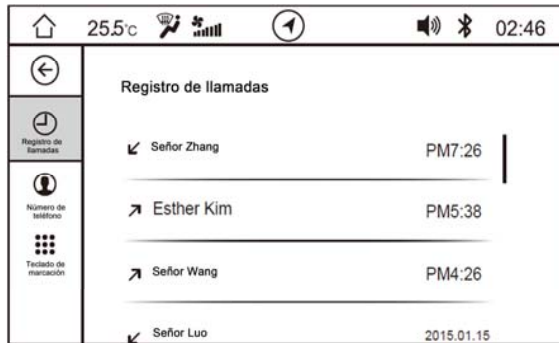 25.5°c 02:46
Registro de llamadas
Registro de
llamadas
Número de
teléfono
Teclado de
marcación
Señor Zhang PM7:26
Esther Kim PM5:38
Señor Wang PM4:26
Señor Luo 2015.01.15